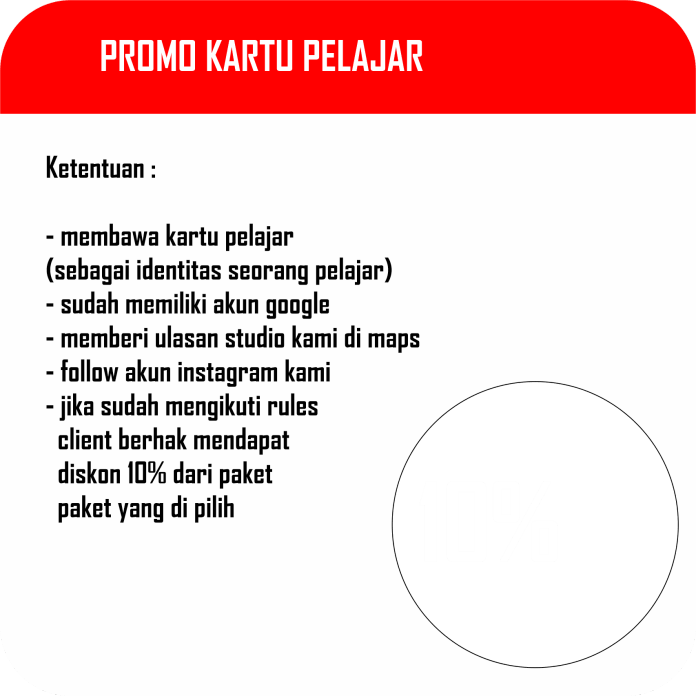 PROMO KARTU PELAJAR
Ketentuan :
- membawa kartu pelajar
(sebagai identitas seorang pelajar)
- sudah memiliki akun google
- memberi ulasan studio kami di maps
- follow akun instagram kami
- jika sudah mengikuti rules
client berhak mendapat
diskon 10% dari paket
paket yang di pilih